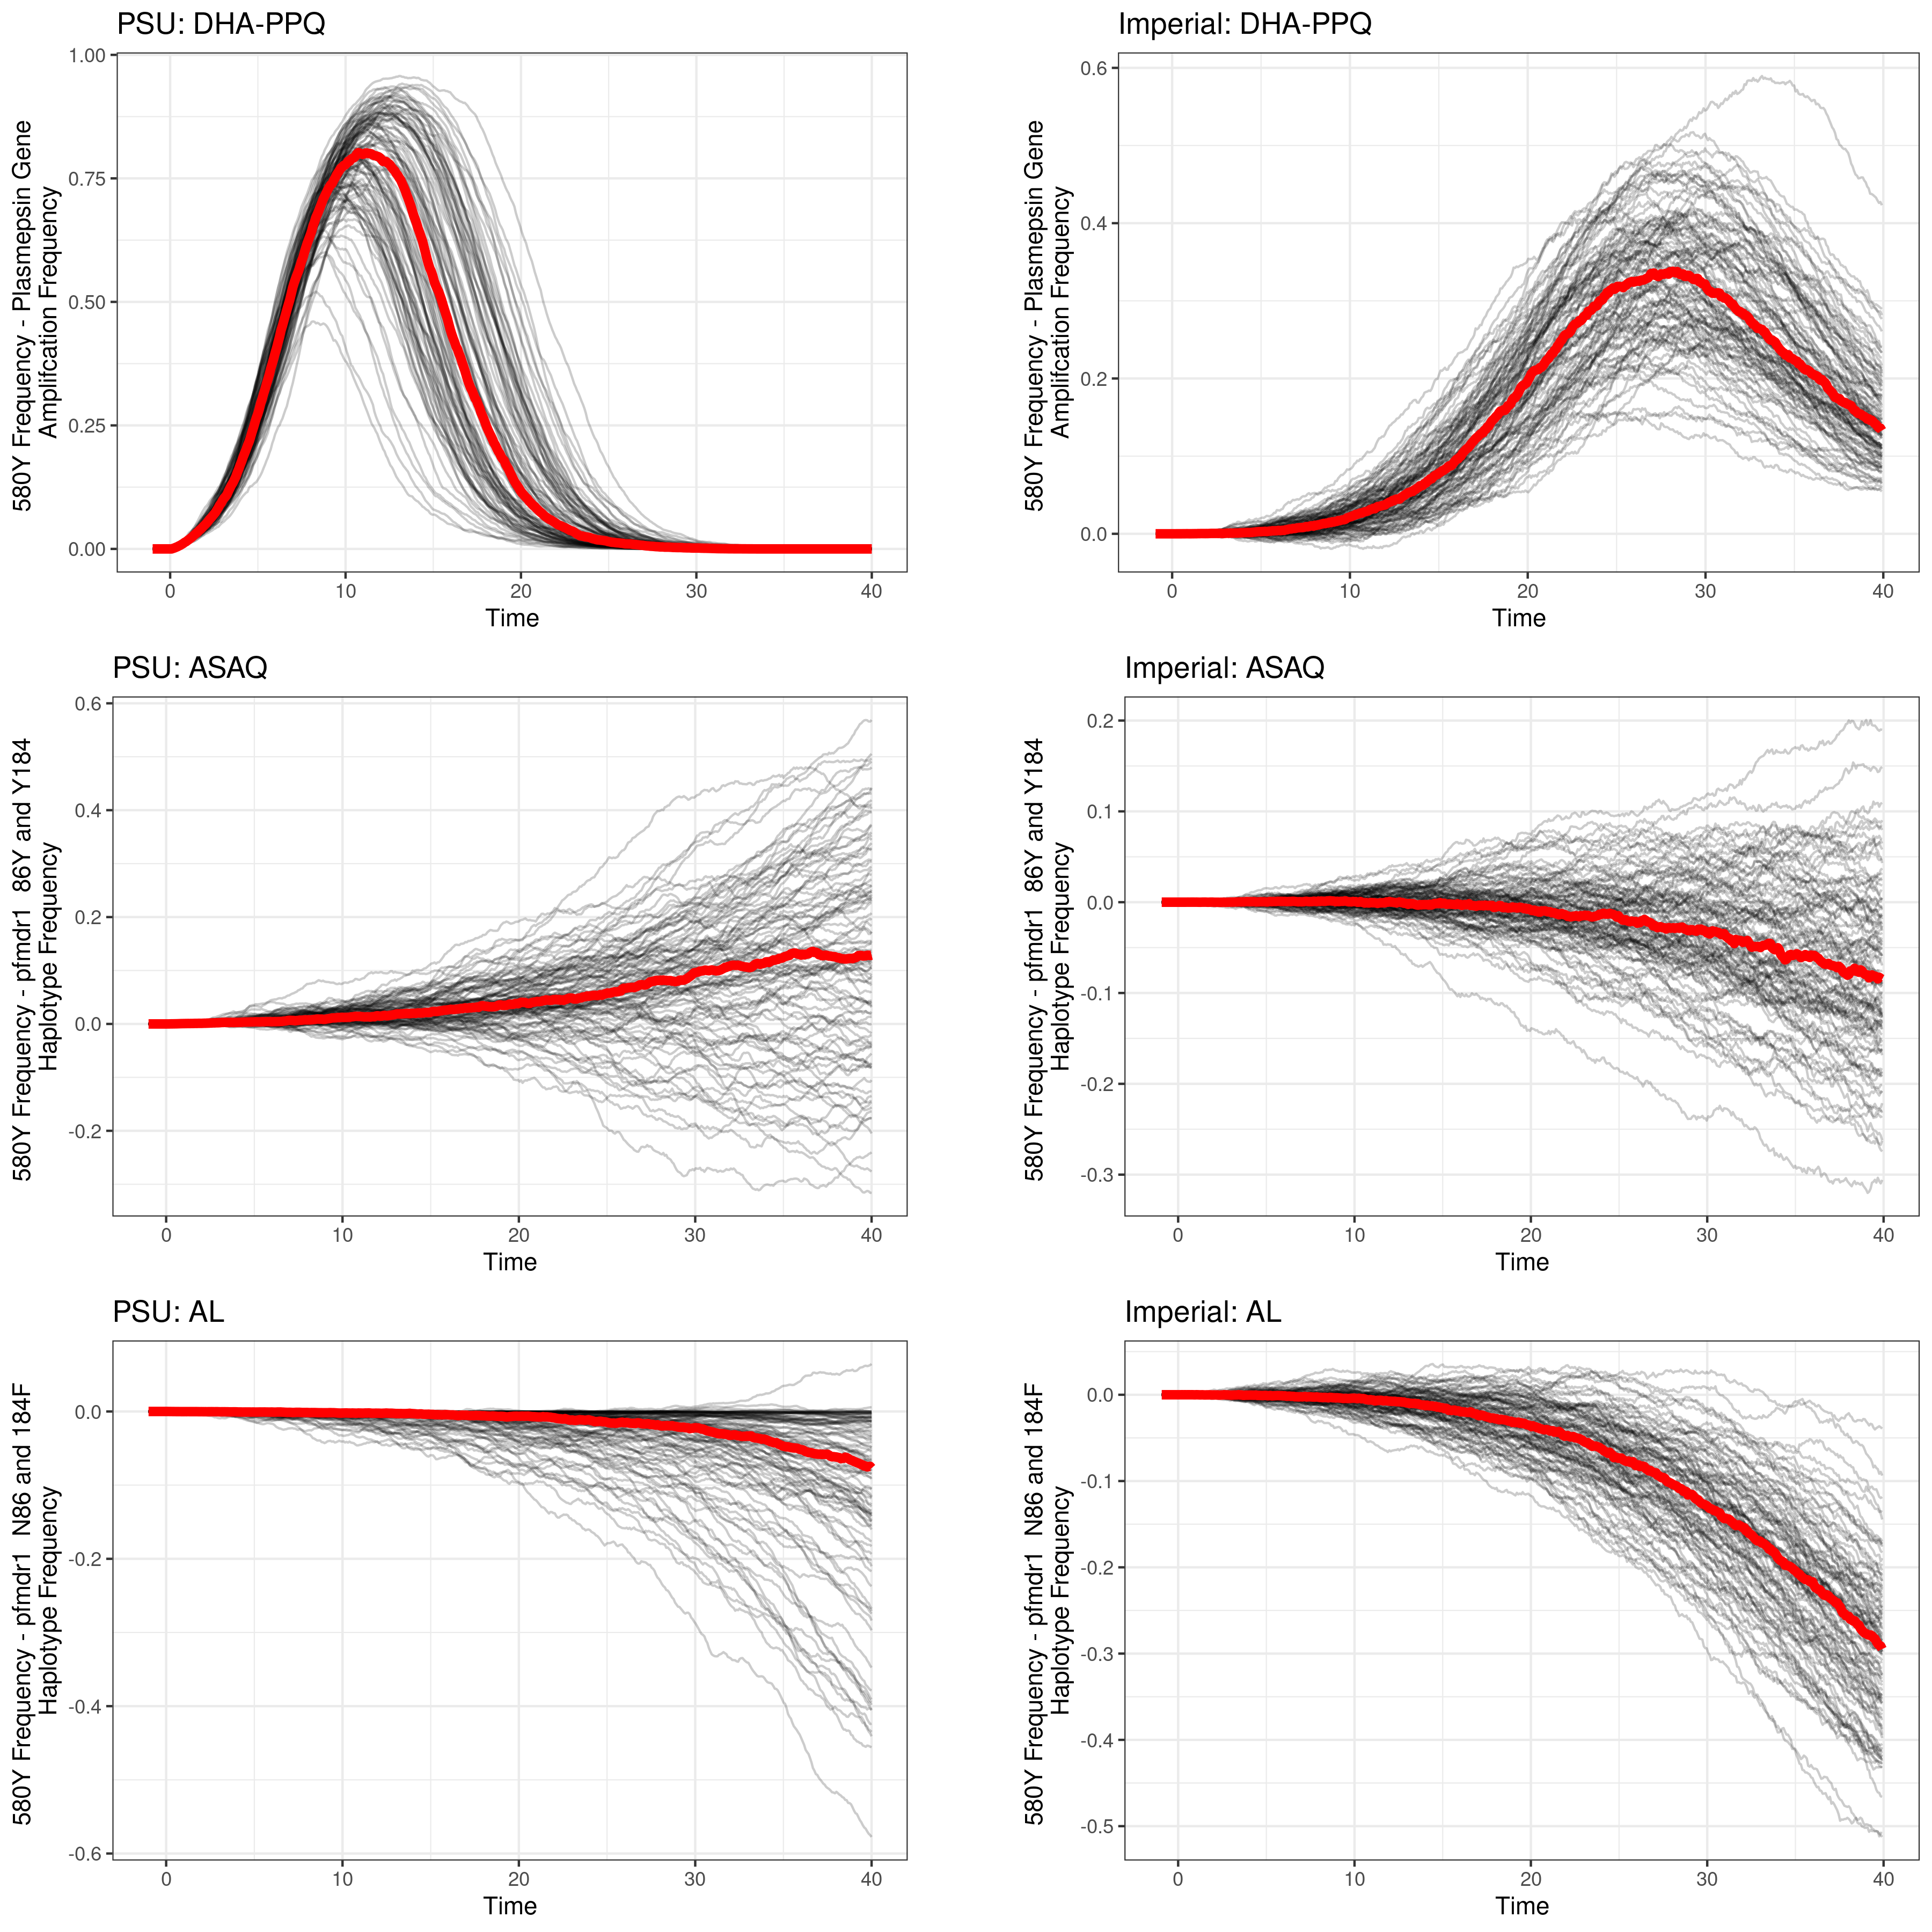 PSU: DHA-PPQ
580Y Frequency - Plasmepsin Gene
Amplifcation Frequency
1.00
0.75
0.50
0.25
0.00
0 10 20 30 40
Time
Imperial: DHA-PPQ
580Y Frequency - Plasmepsin Gene
Amplifcation Frequency
0.6
0.4
0.2
0.0
0 10 20 30 40
Time
PSU: ASAQ
580Y Frequency - pfmdr1 86Y and Y184
Haplotype Frequency
0.6
0.4
0.2
0.0
-0.2
0 10 20 30 40
Time
Imperial: ASAQ
580Y Frequency - pfmdr1 86Y and Y184
Haplotype Frequency
0.2
0.1
0.0
-0.1
-0.2
-0.3
0 10 20 30 40
Time
PSU: AL
580Y Frequency - pfmdr1 N86 and 184F
Haplotype Frequency
0.0
-0.2
-0.4
-0.6
0 10 20 30 40
Time
Imperial: AL
580Y Frequency - pfmdr1 N86 and 184F
Haplotype Frequency
0.0
-0.1
-0.2
-0.3
-0.4
-0.5
0 10 20 30 40
Time